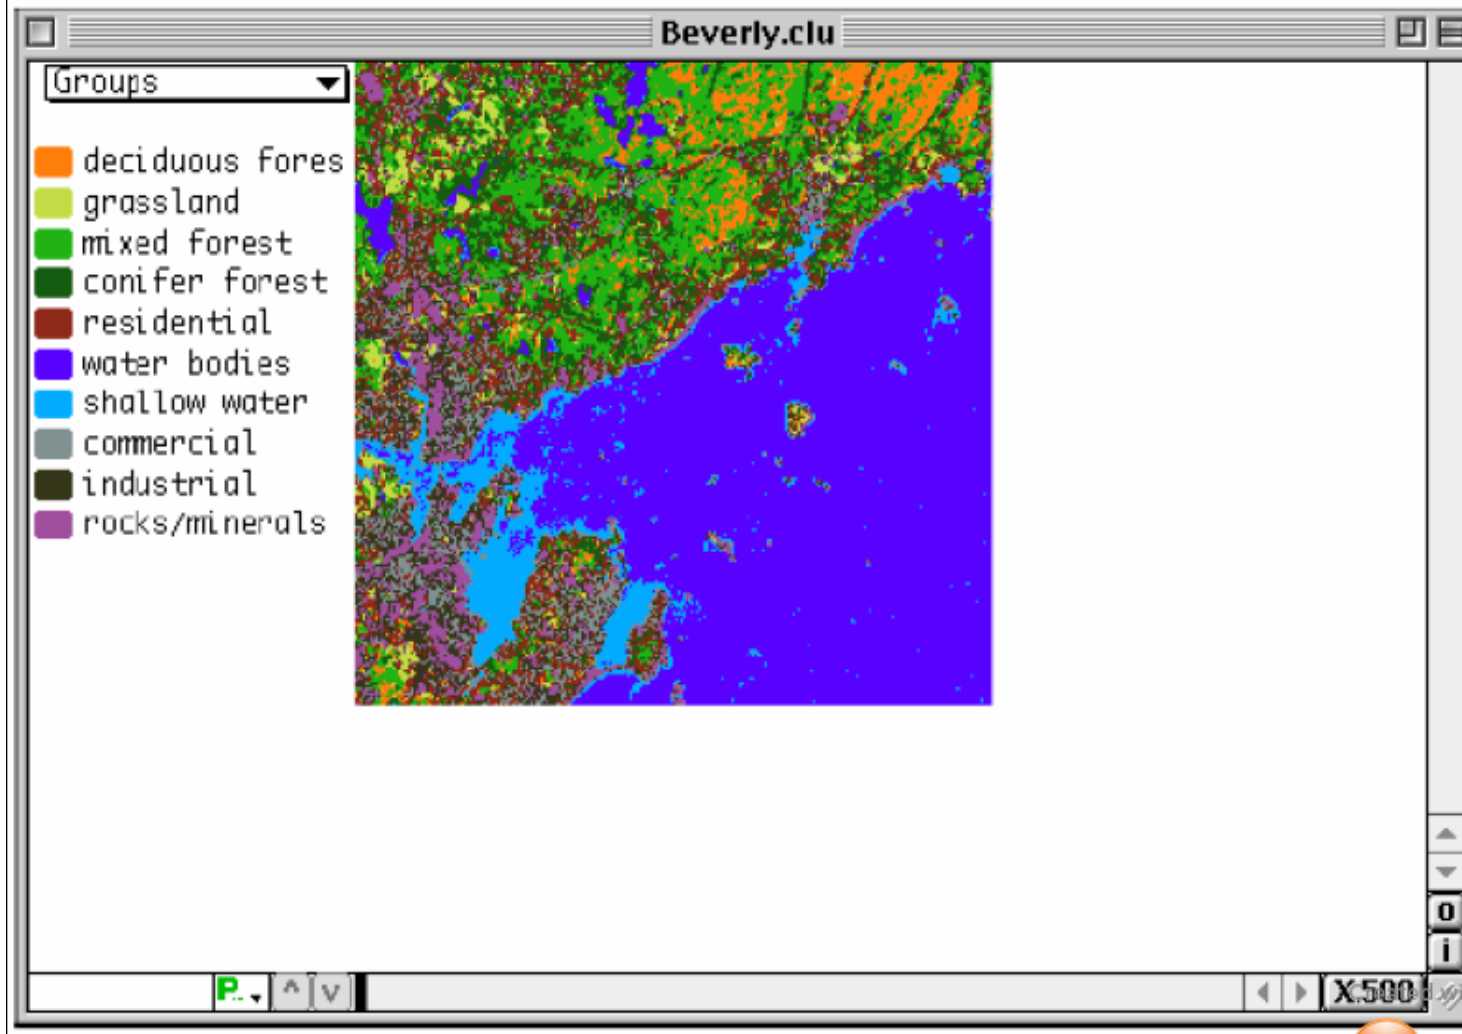 Beverly.clu
Groups
deciduous fores
grassland
mixed forest
conifer forest
residential
water bodies
shallow water
commercial
industrial
rocks/minerals
o
i
P.. ^ v X.500